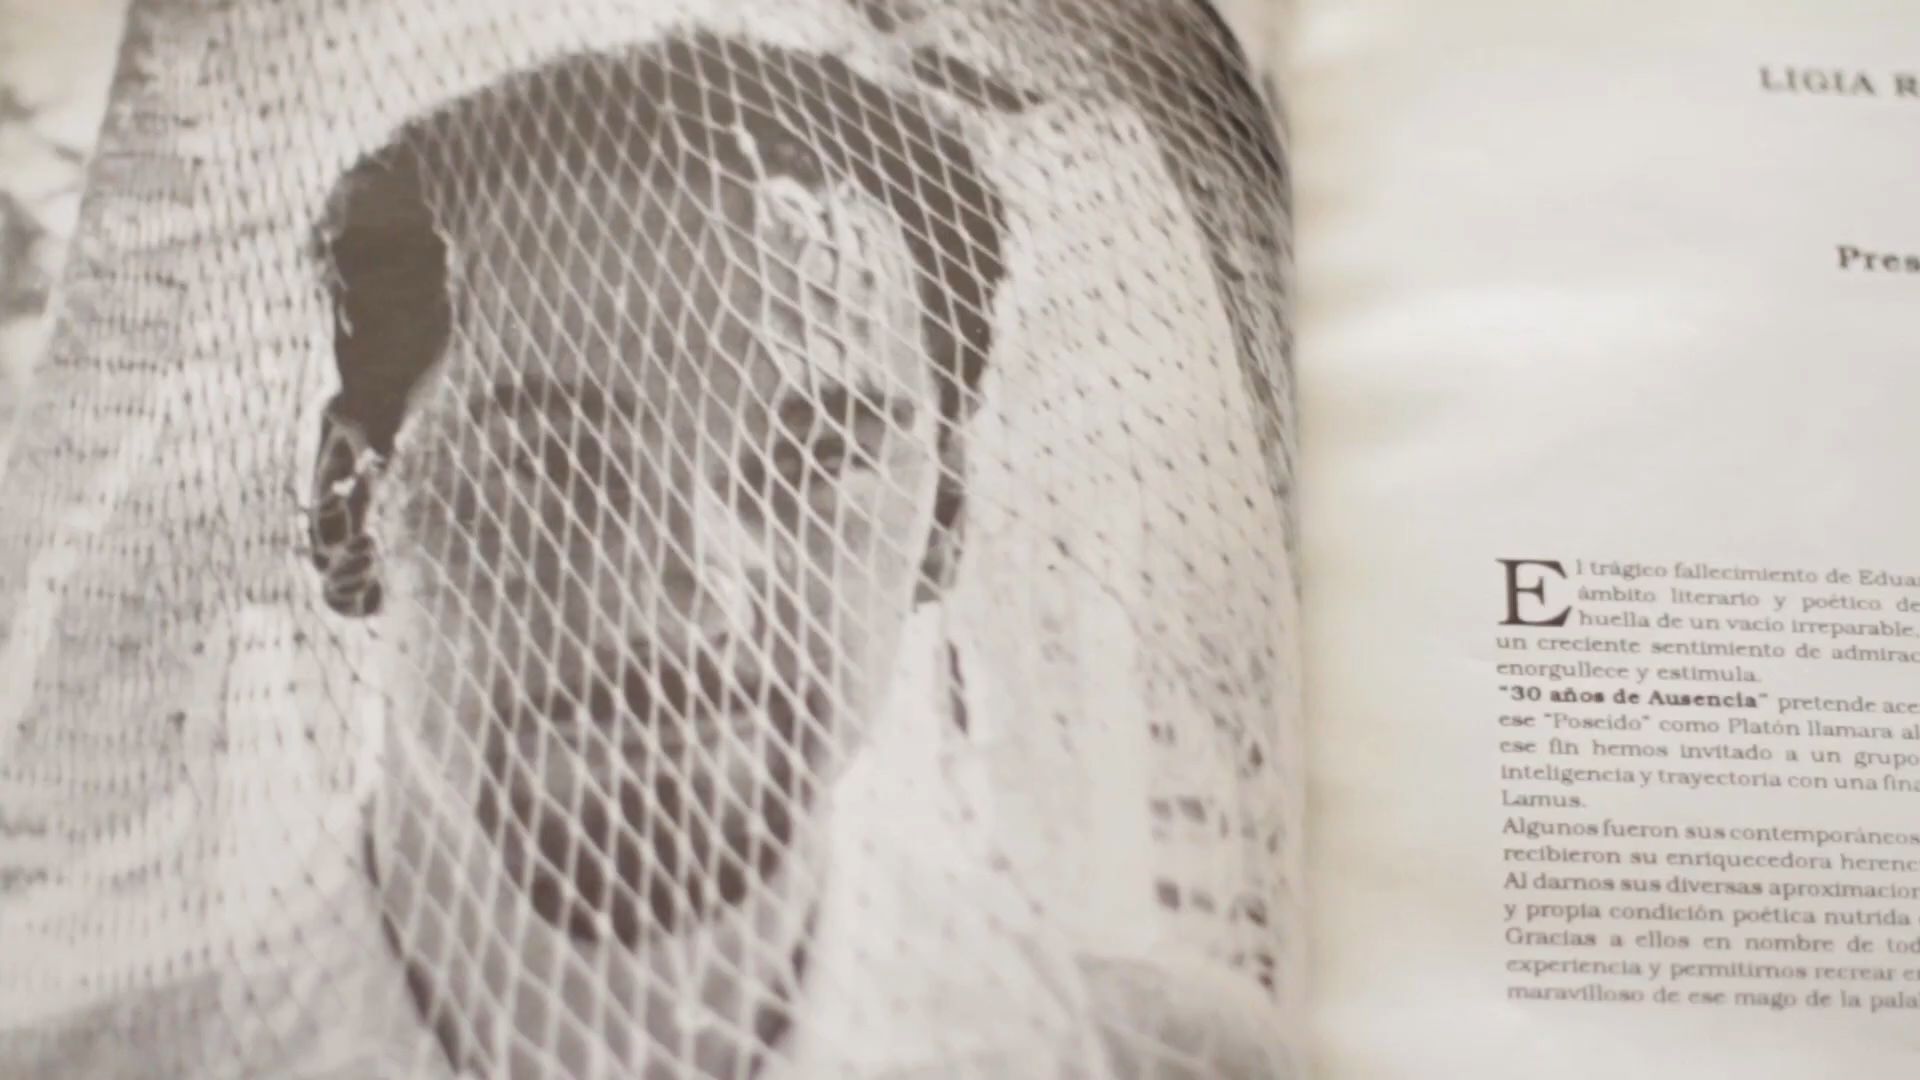 LIGIA R
Pres
El trágico fallecimiento de Eduar
ámbito literario y poético de
huella de un vacío irreparable,
un creciente sentimiento de admirac
enorgullece y estimula.
"30 años de Ausencia" pretende ace
ese "Poseído" como Platón llamara al
ese fin hemos invitado a un grupo
inteligencia y trayectoria con una fina
Lamus.
Algunos fueron sus contemporáneos
recibieron su enriquecedora herenc
Al darnos sus diversas aproximacion
y propia condición poética nutrida
Gracias a ellos en nombre de tod
experiencia y permitirnos recrear en
maravilloso de ese mago de la pala